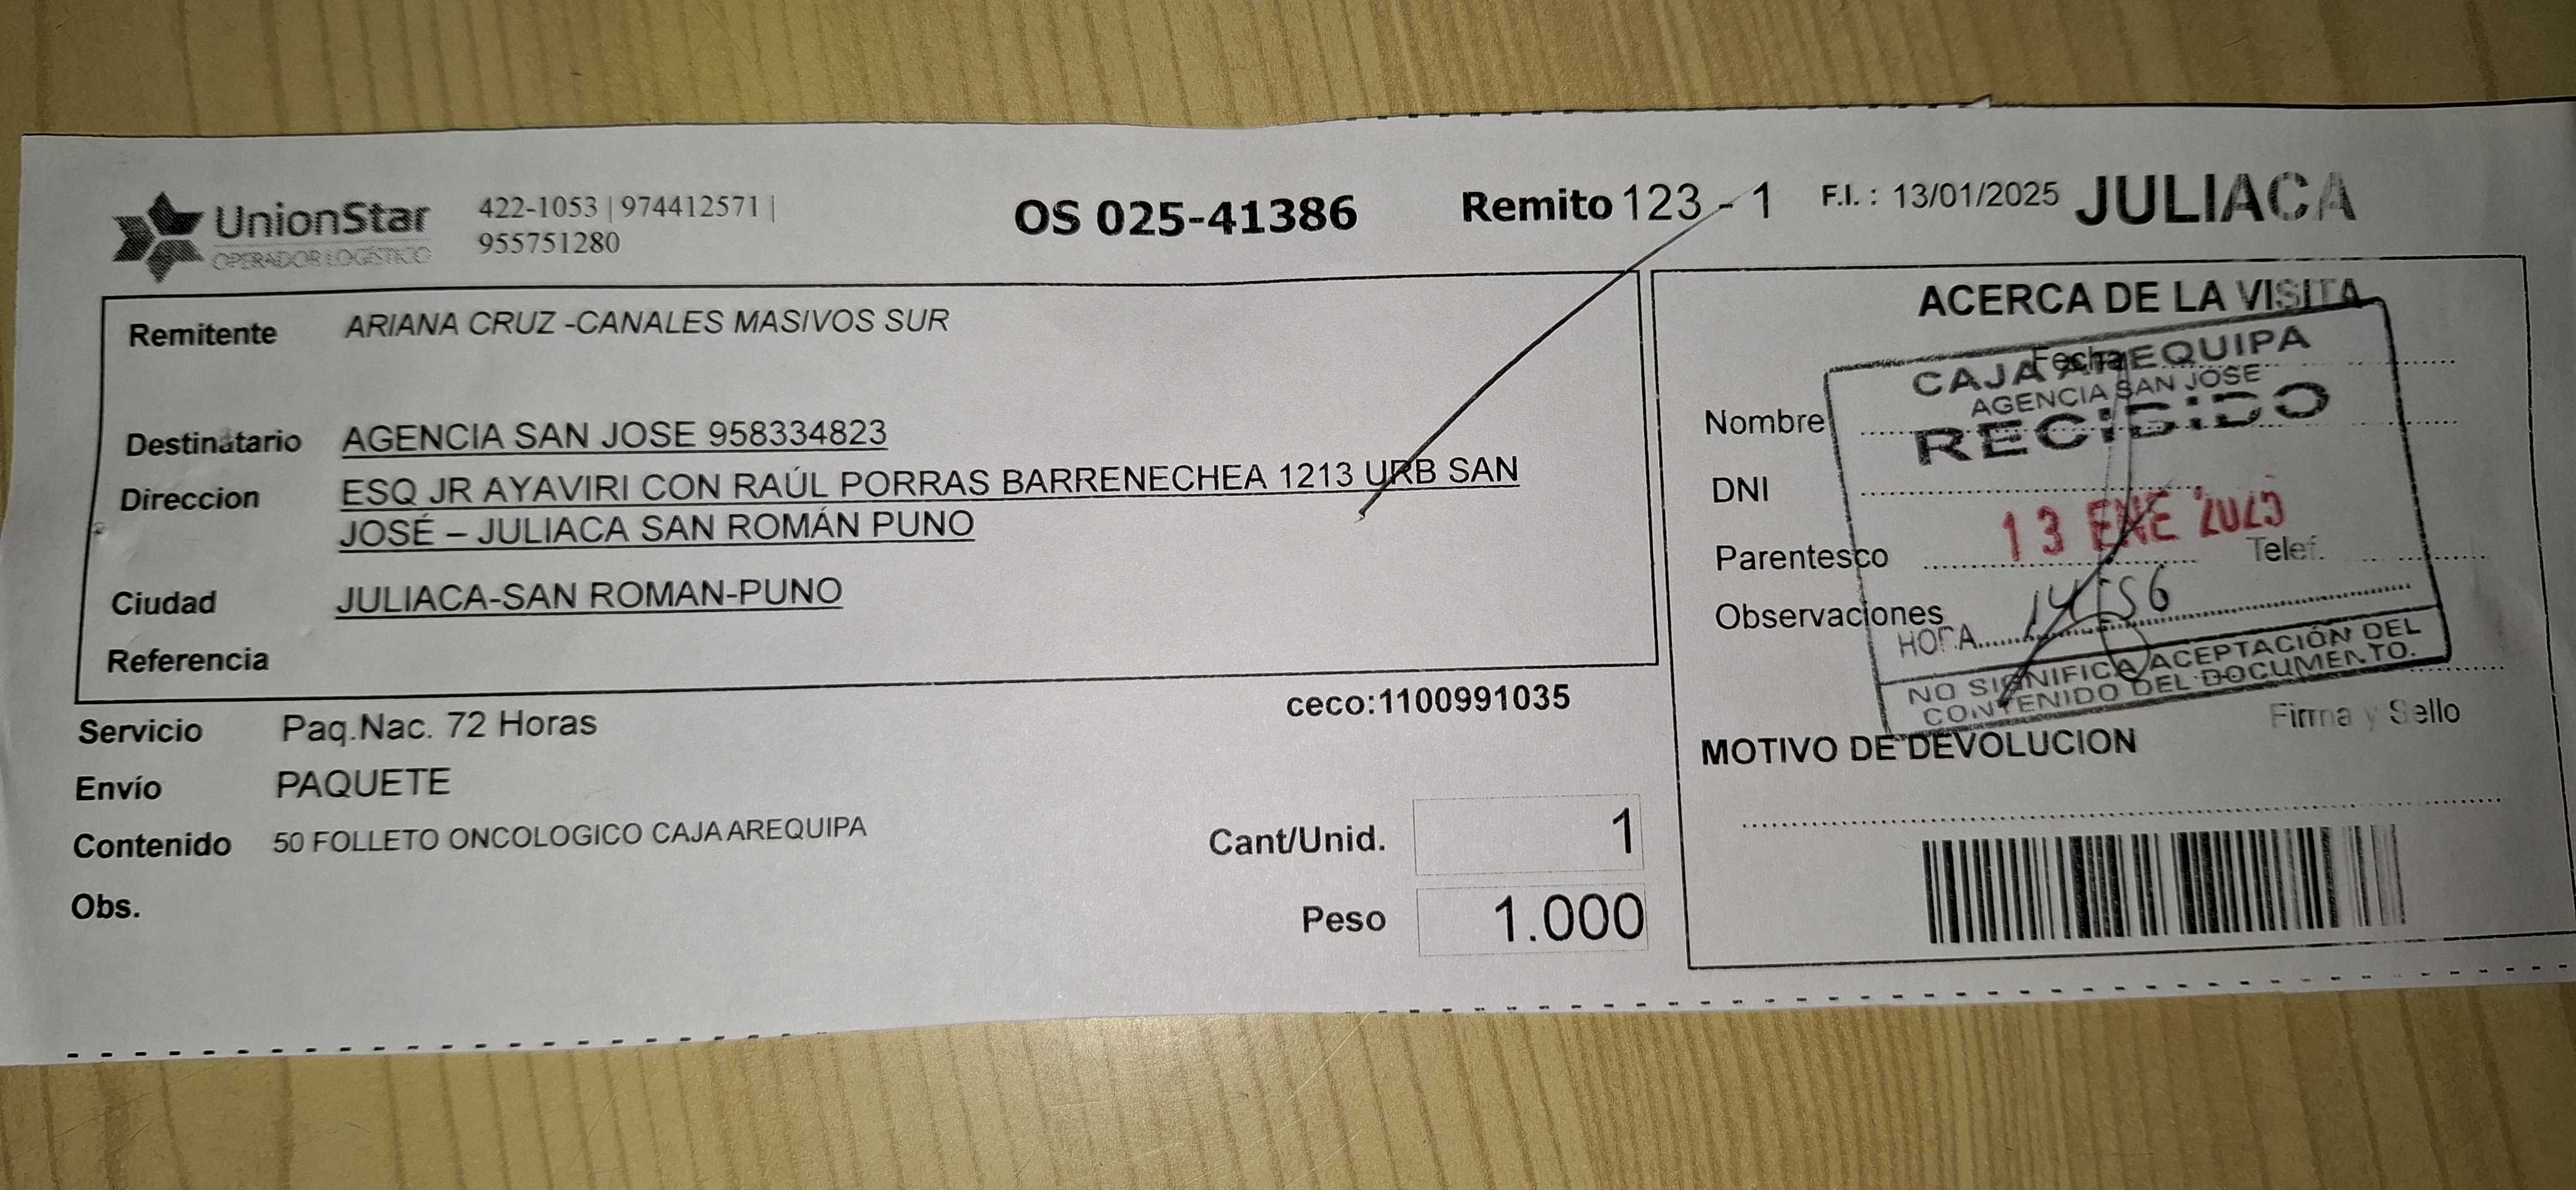 UnionStar
OPERADOR LOGÍSTICO
422-1053 | 974412571 |
955751280
OS 025-41386
Remito 123 - 1
F.I. : 13/01/2025
JULIACA
Remitente ARIANA CRUZ -CANALES MASIVOS SUR
Destinatario AGENCIA SAN JOSE 958334823
Direccion ESQ JR AYAVIRI CON RAÚL PORRAS BARRENECHEA 1213 URB SAN
JOSÉ – JULIACA SAN ROMÁN PUNO
Ciudad JULIACA-SAN ROMAN-PUNO
Referencia
ceco:1100991035
Servicio Paq.Nac. 72 Horas
Envío PAQUETE
Contenido 50 FOLLETO ONCOLOGICO CAJA AREQUIPA
Obs.
Cant/Unid. 1
Peso 1.000
ACERCA DE LA VISITA
Fecha
Nombre
DNI
Parentesco
Telef.
Observaciones
Firma y Sello
CAJA AREQUIPA
AGENCIA SAN JOSE
RECIBIDO
13 ENE 2025
HORA 14:56
NO SIGNIFICA ACEPTACIÓN DEL
CONTENIDO DEL DOCUMENTO.
MOTIVO DE DEVOLUCION